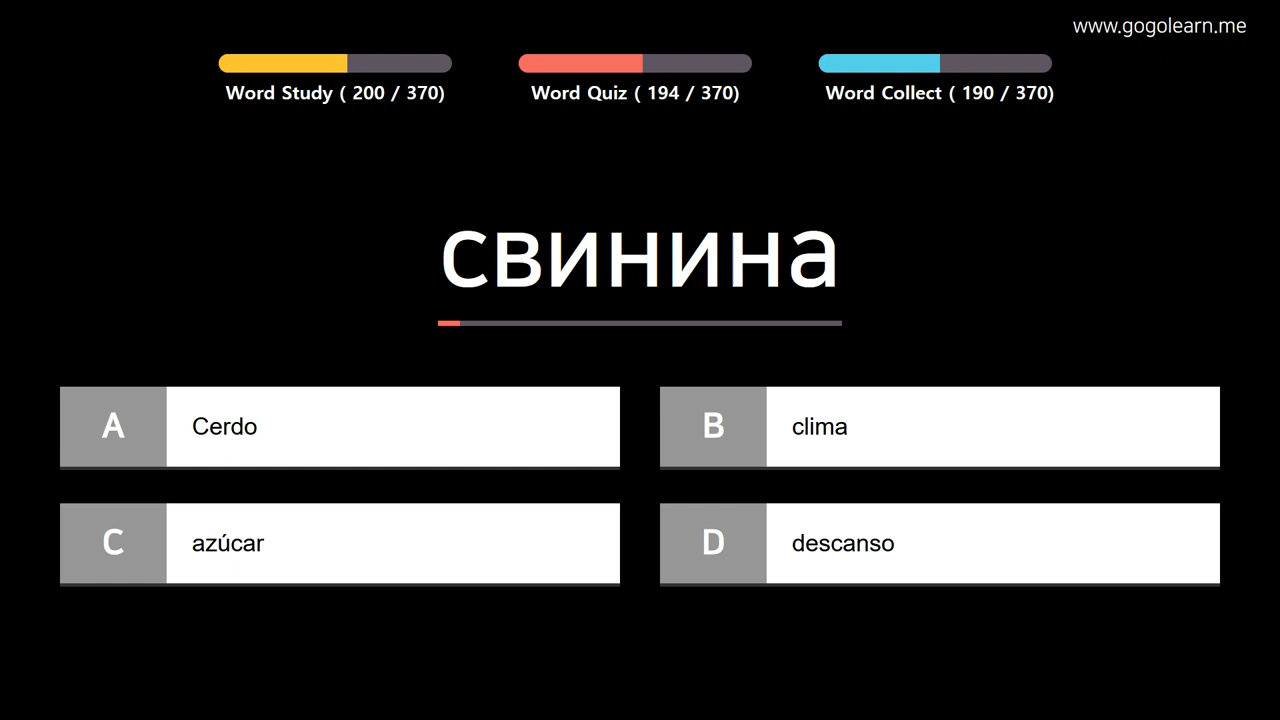 www.gogolearn.me
Word Study ( 200 / 370)
Word Quiz ( 194 / 370)
Word Collect ( 190 / 370)
свинина
A Cerdo
B clima
C azúcar
D descanso